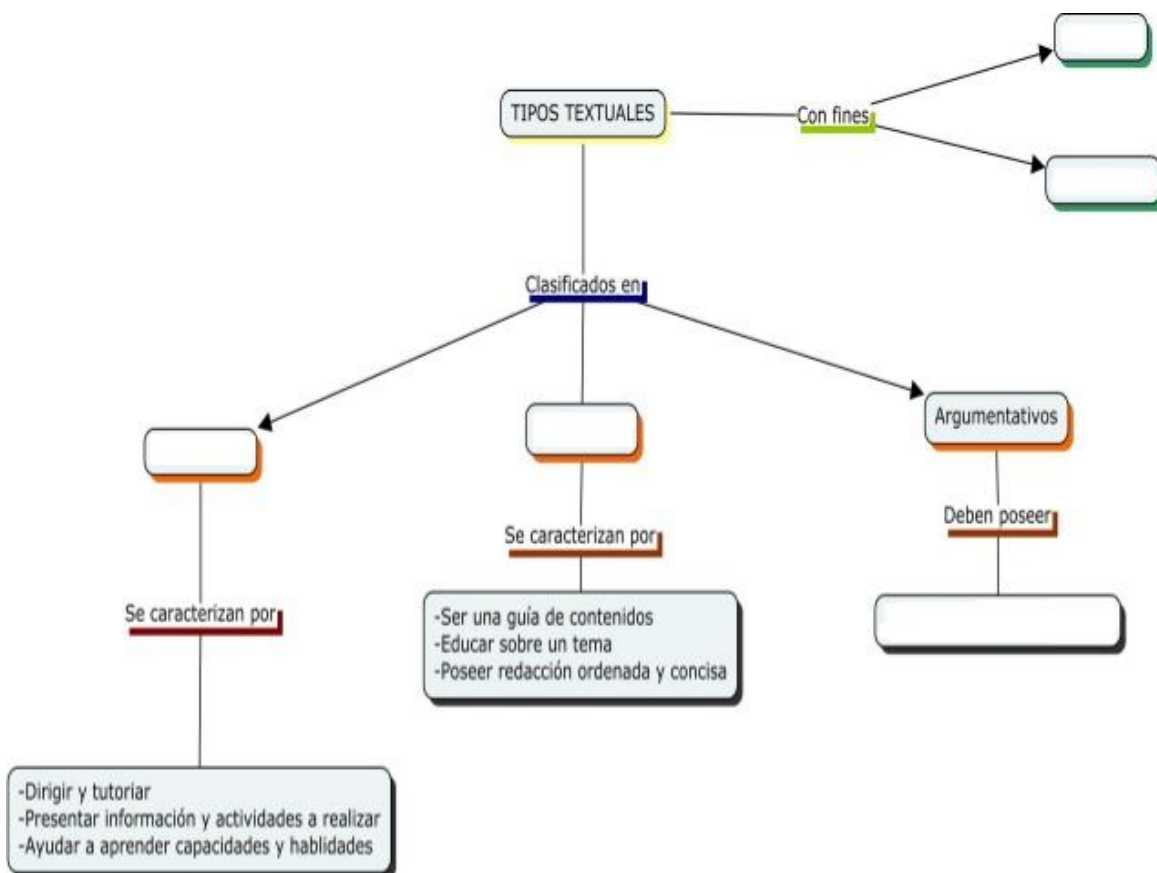 TIPOS TEXTUALES
Con fines
Clasificados en
Argumentativos
Se caracterizan por
Se caracterizan por
Deben poseer
-Ser una guía de contenidos
-Educar sobre un tema
-Poseer redacción ordenada y concisa
-Dirigir y tutoriar
-Presentar información y actividades a realizar
-Ayudar a aprender capacidades y hablidades